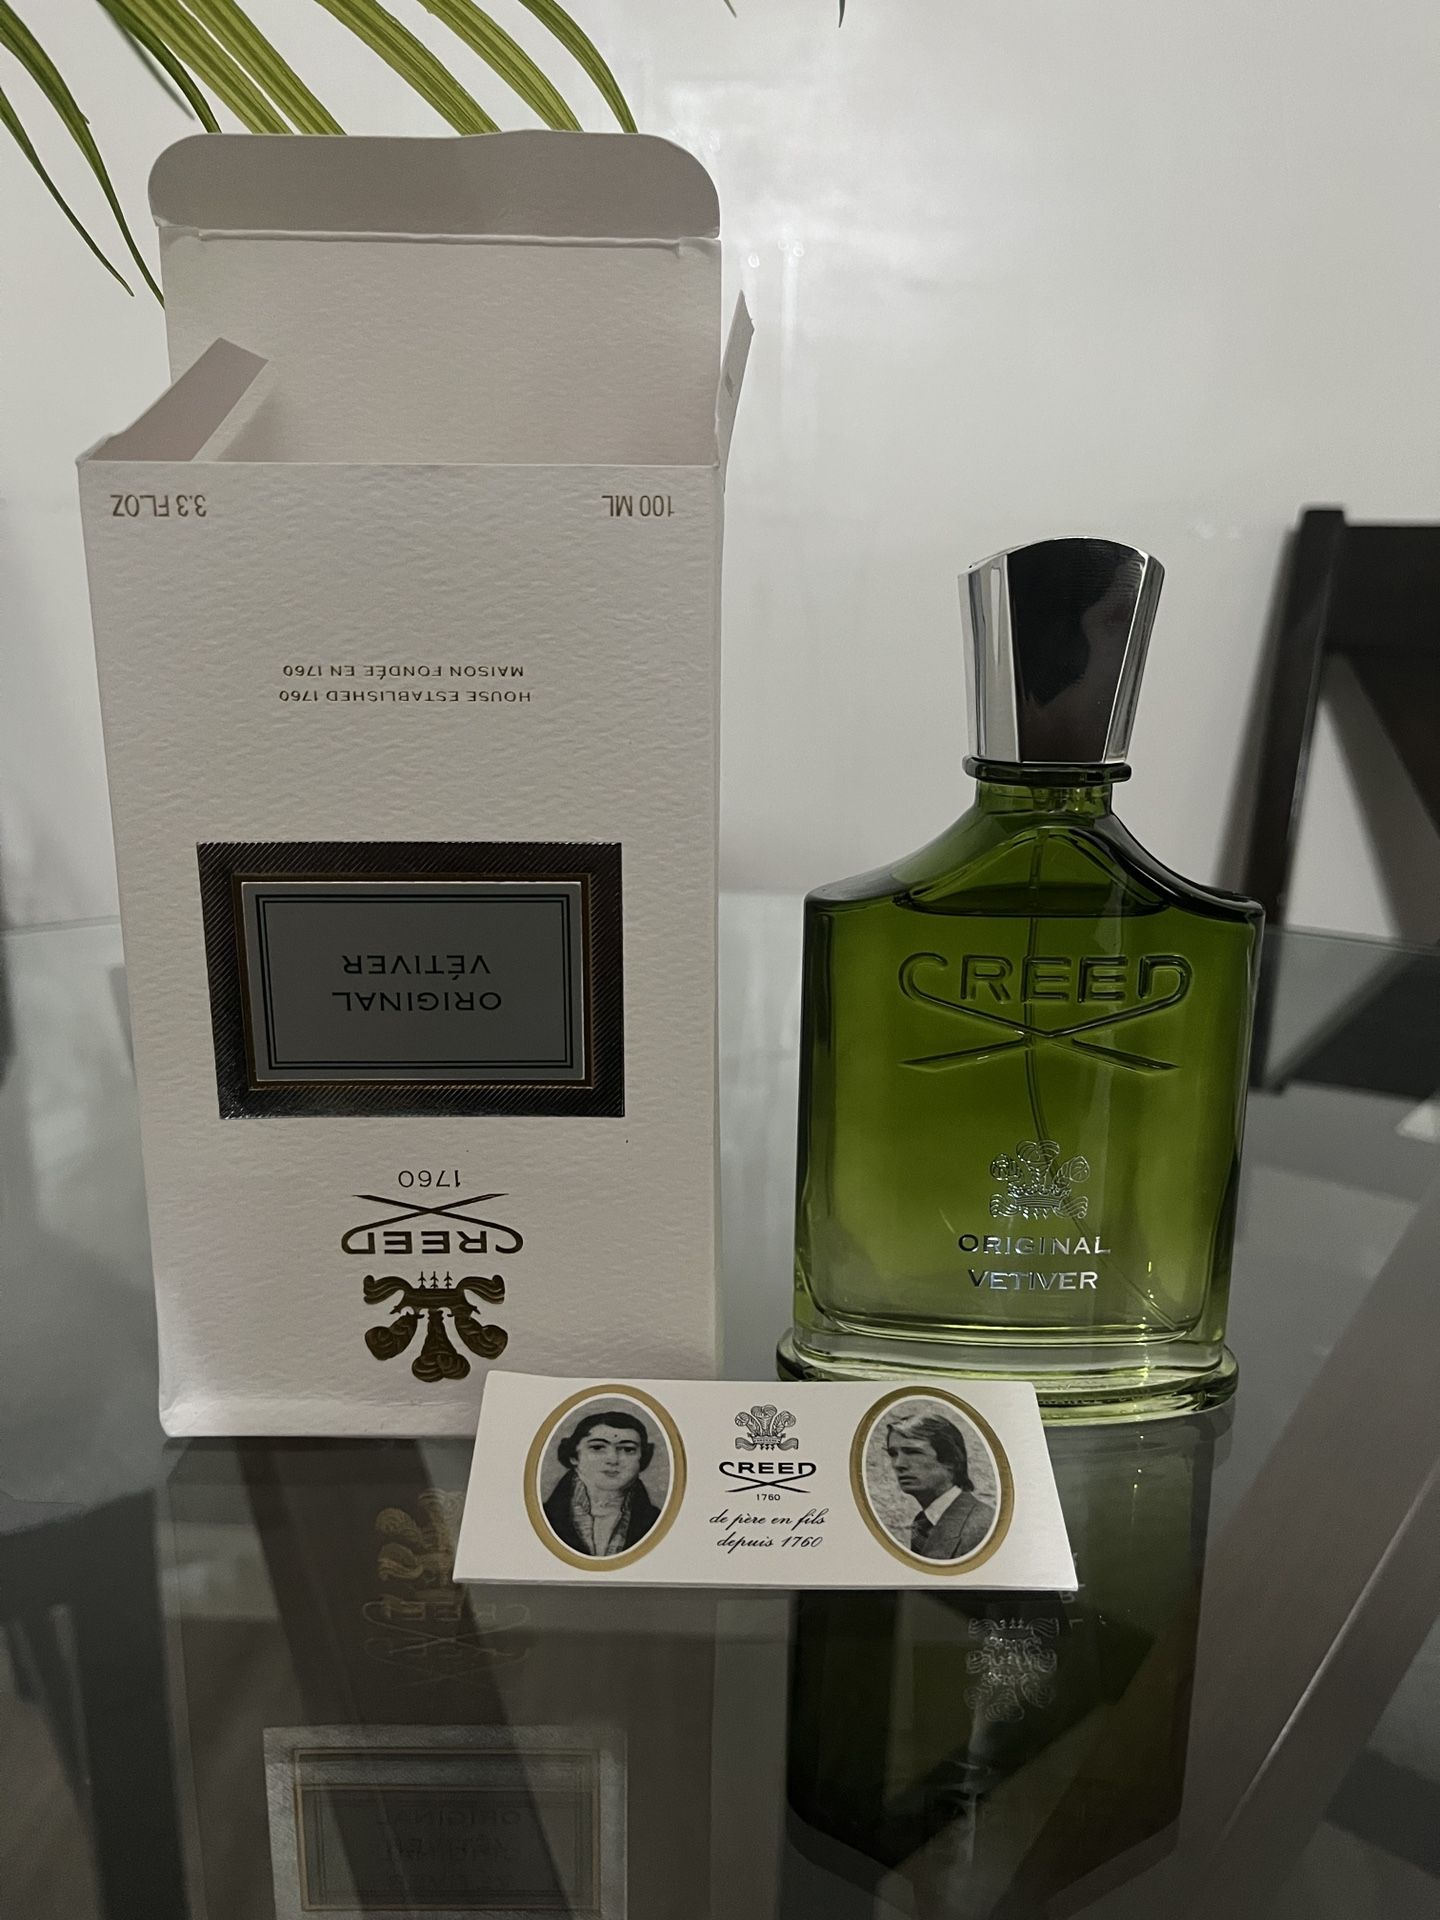 3.3 FL.OZ
100 ML
MAISON FONDÉE EN 1760
HOUSE ESTABLISHED 1760
ORIGINAL
VÉTIVER
1760
CREED
CREED
ORIGINAL
VETIVER
CREED
1760
de père en fils
depuis 1760